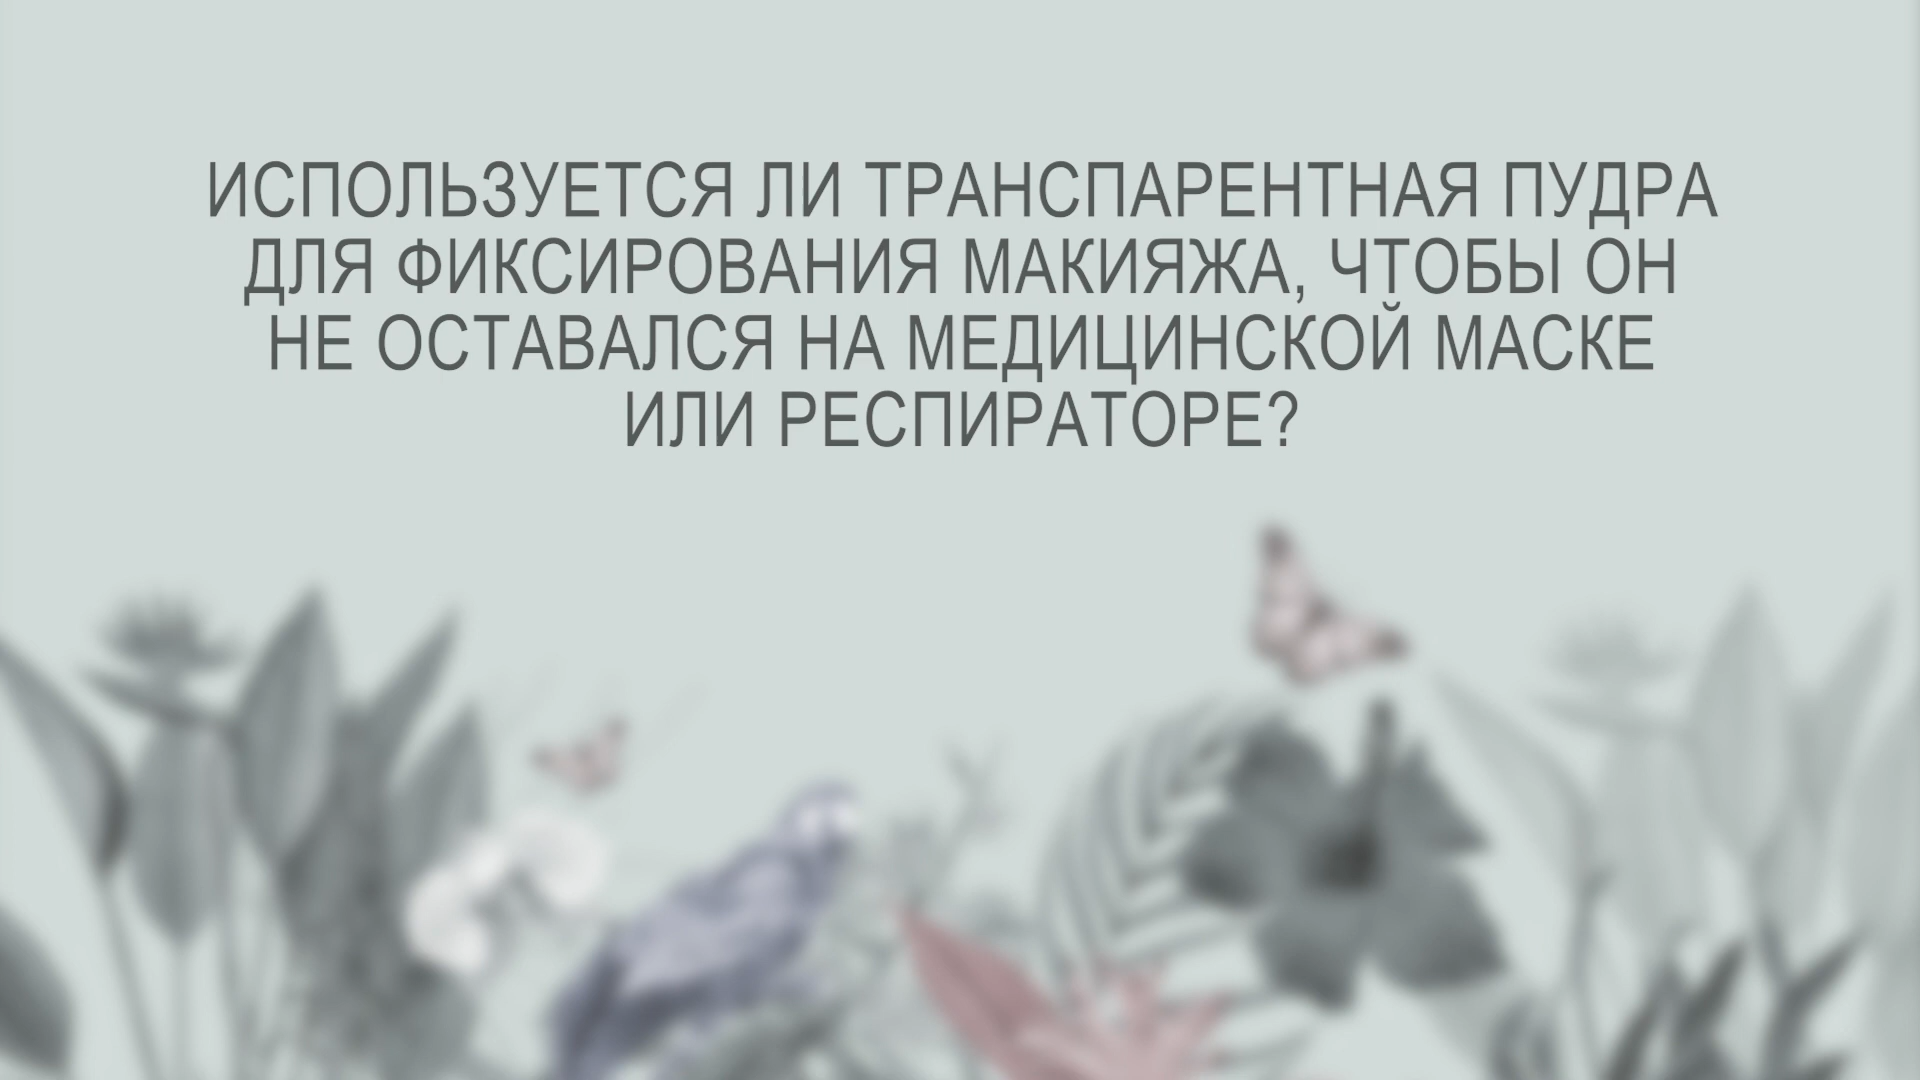 ИСПОЛЬЗУЕТСЯ ЛИ ТРАНСПАРЕНТНАЯ ПУДРА
ДЛЯ ФИКСИРОВАНИЯ МАКИЯЖА, ЧТОБЫ ОН
НЕ ОСТАВАЛСЯ НА МЕДИЦИНСКОЙ МАСКЕ
ИЛИ РЕСПИРАТОРЕ?